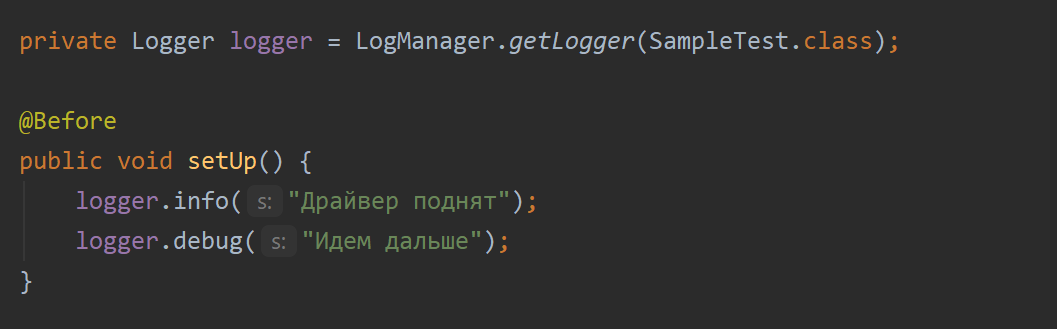 private Logger logger = LogManager.getLogger(SampleTest.class);
@Before
public void setUp() {
logger.info( s: "Драйвер поднят");
logger.debug( s: "Идем дальше");
}